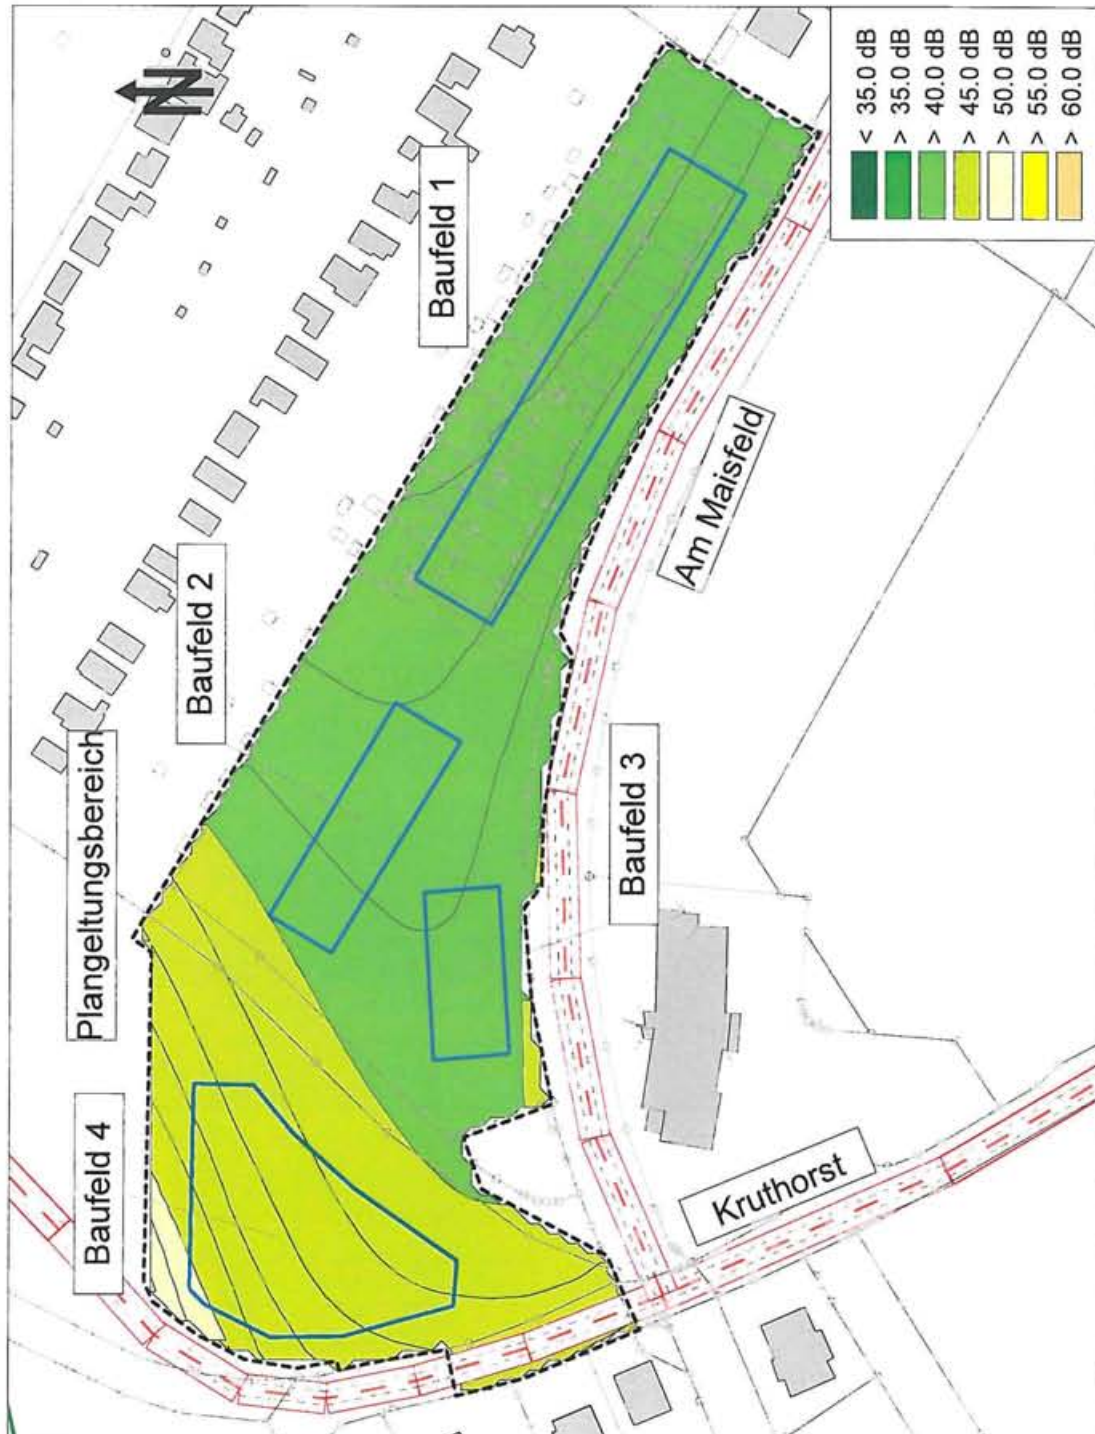 N
Plangeltungsbereich
Baufeld 4
Baufeld 2
Baufeld 1
Baufeld 3
Am Maisfeld
Kruthorst
< 35.0 dB
> 35.0 dB
> 40.0 dB
> 45.0 dB
> 50.0 dB
> 55.0 dB
> 60.0 dB